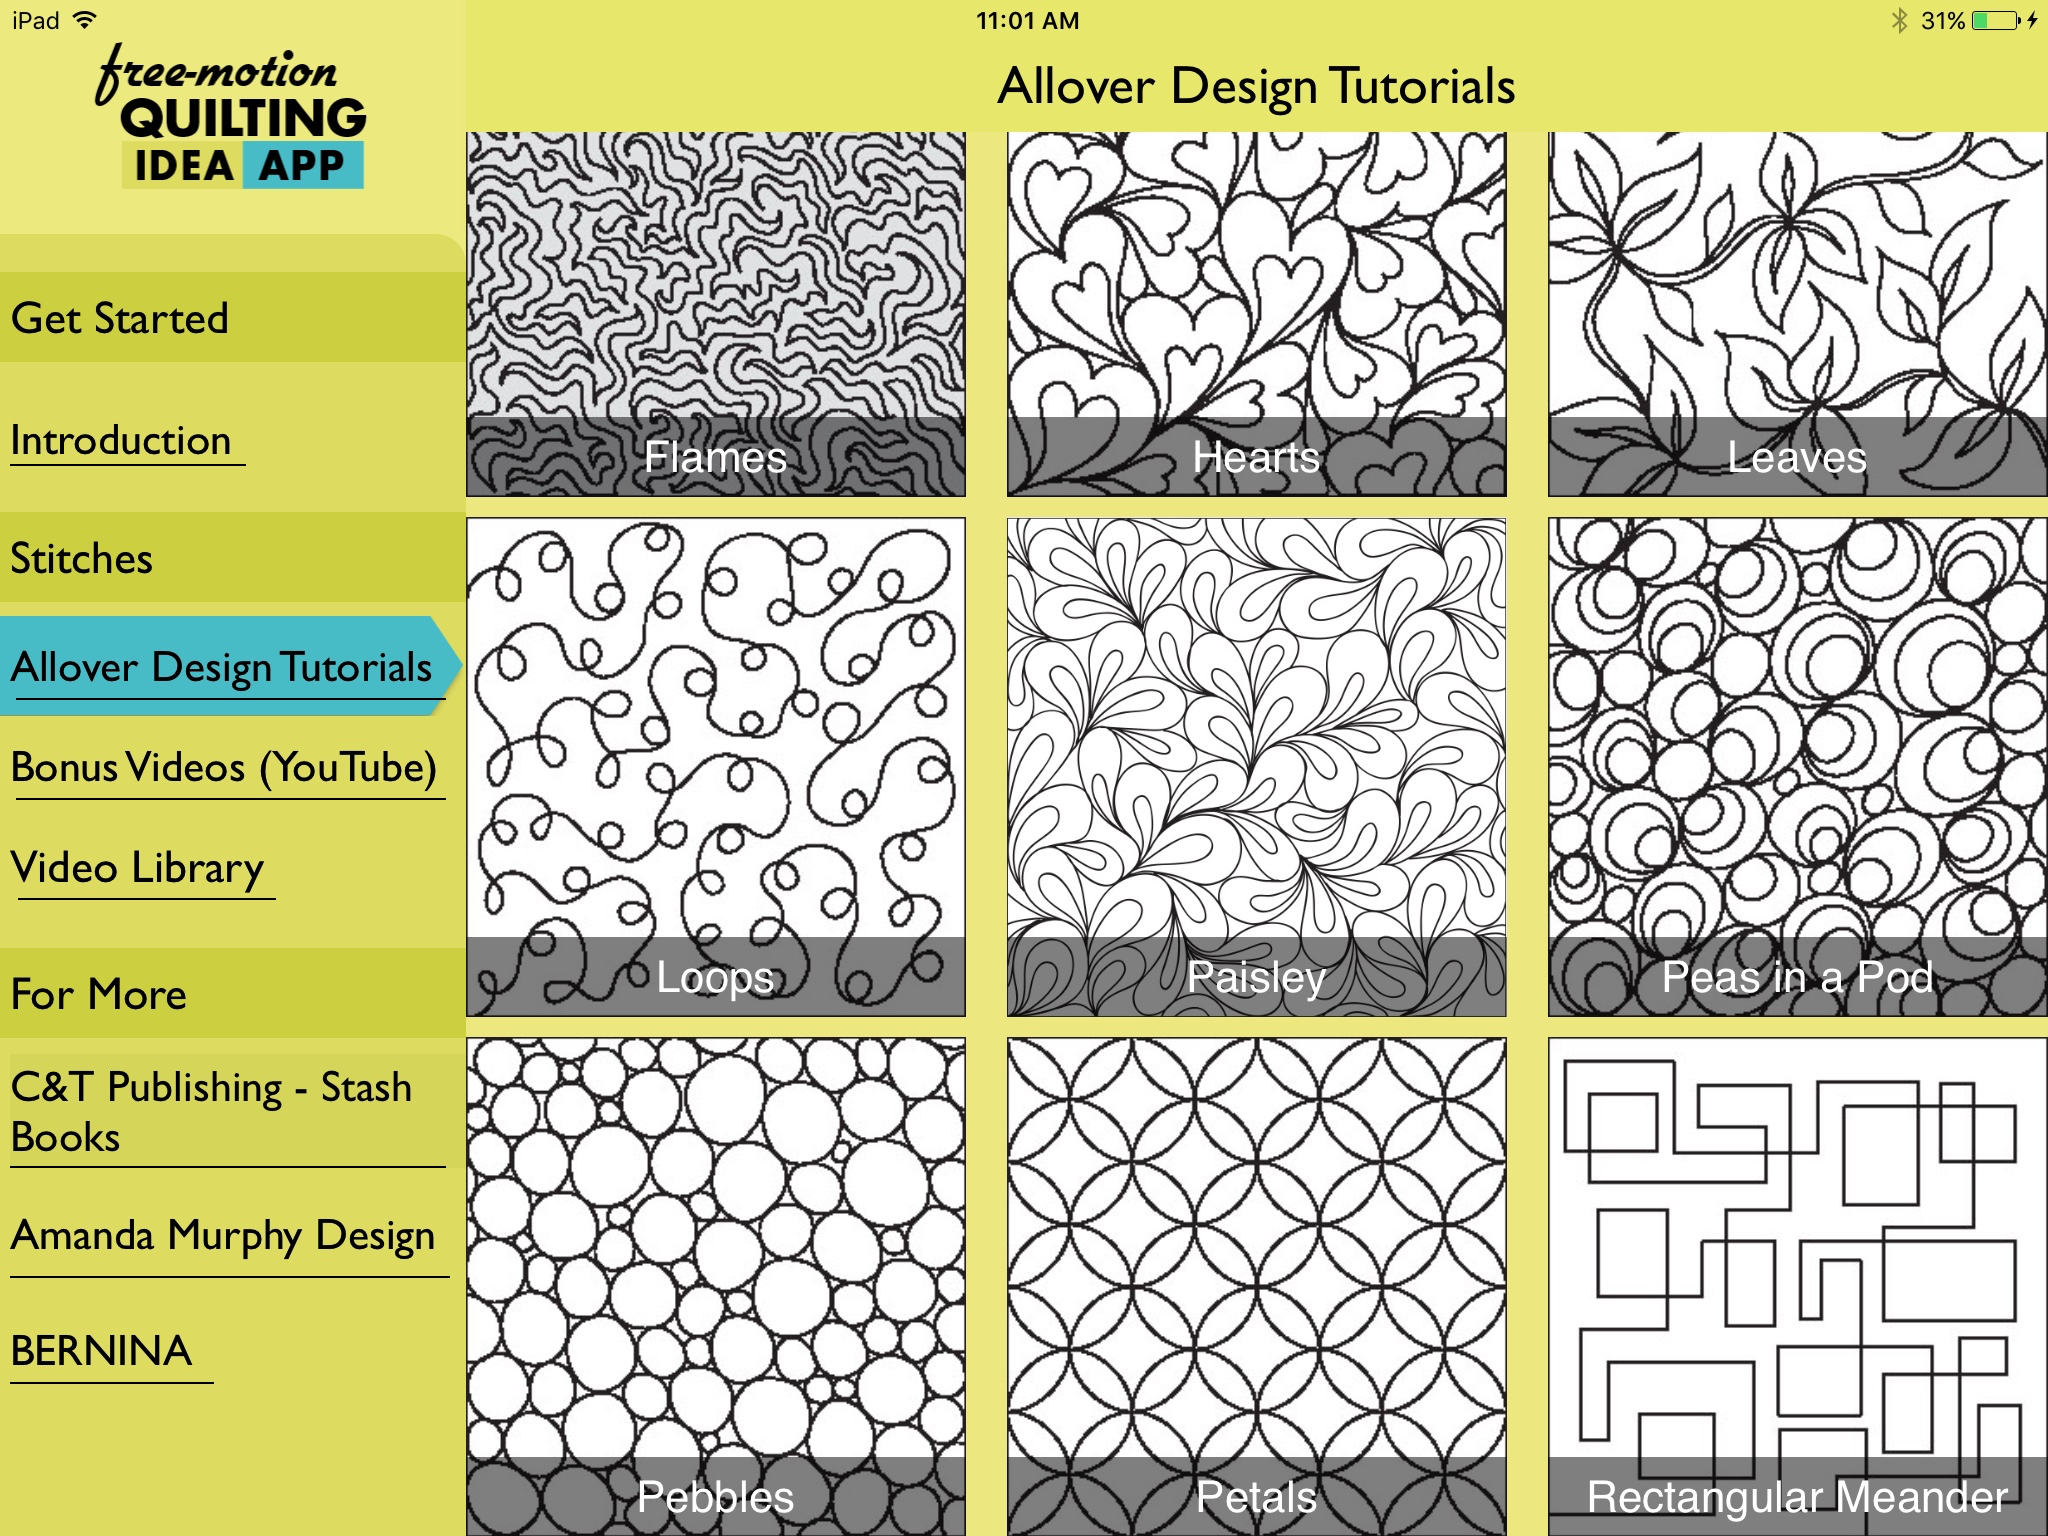 iPad
11:01 AM
31%
free-motion
QUILTING
IDEA APP
Allover Design Tutorials
Get Started
Introduction
Stitches
Allover Design Tutorials
Bonus Videos (YouTube)
Video Library
For More
C&T Publishing - Stash
Books
Amanda Murphy Design
BERNINA
Flames
Hearts
Leaves
Loops
Paisley
Peas in a Pod
Pebbles
Petals
Rectangular Meander